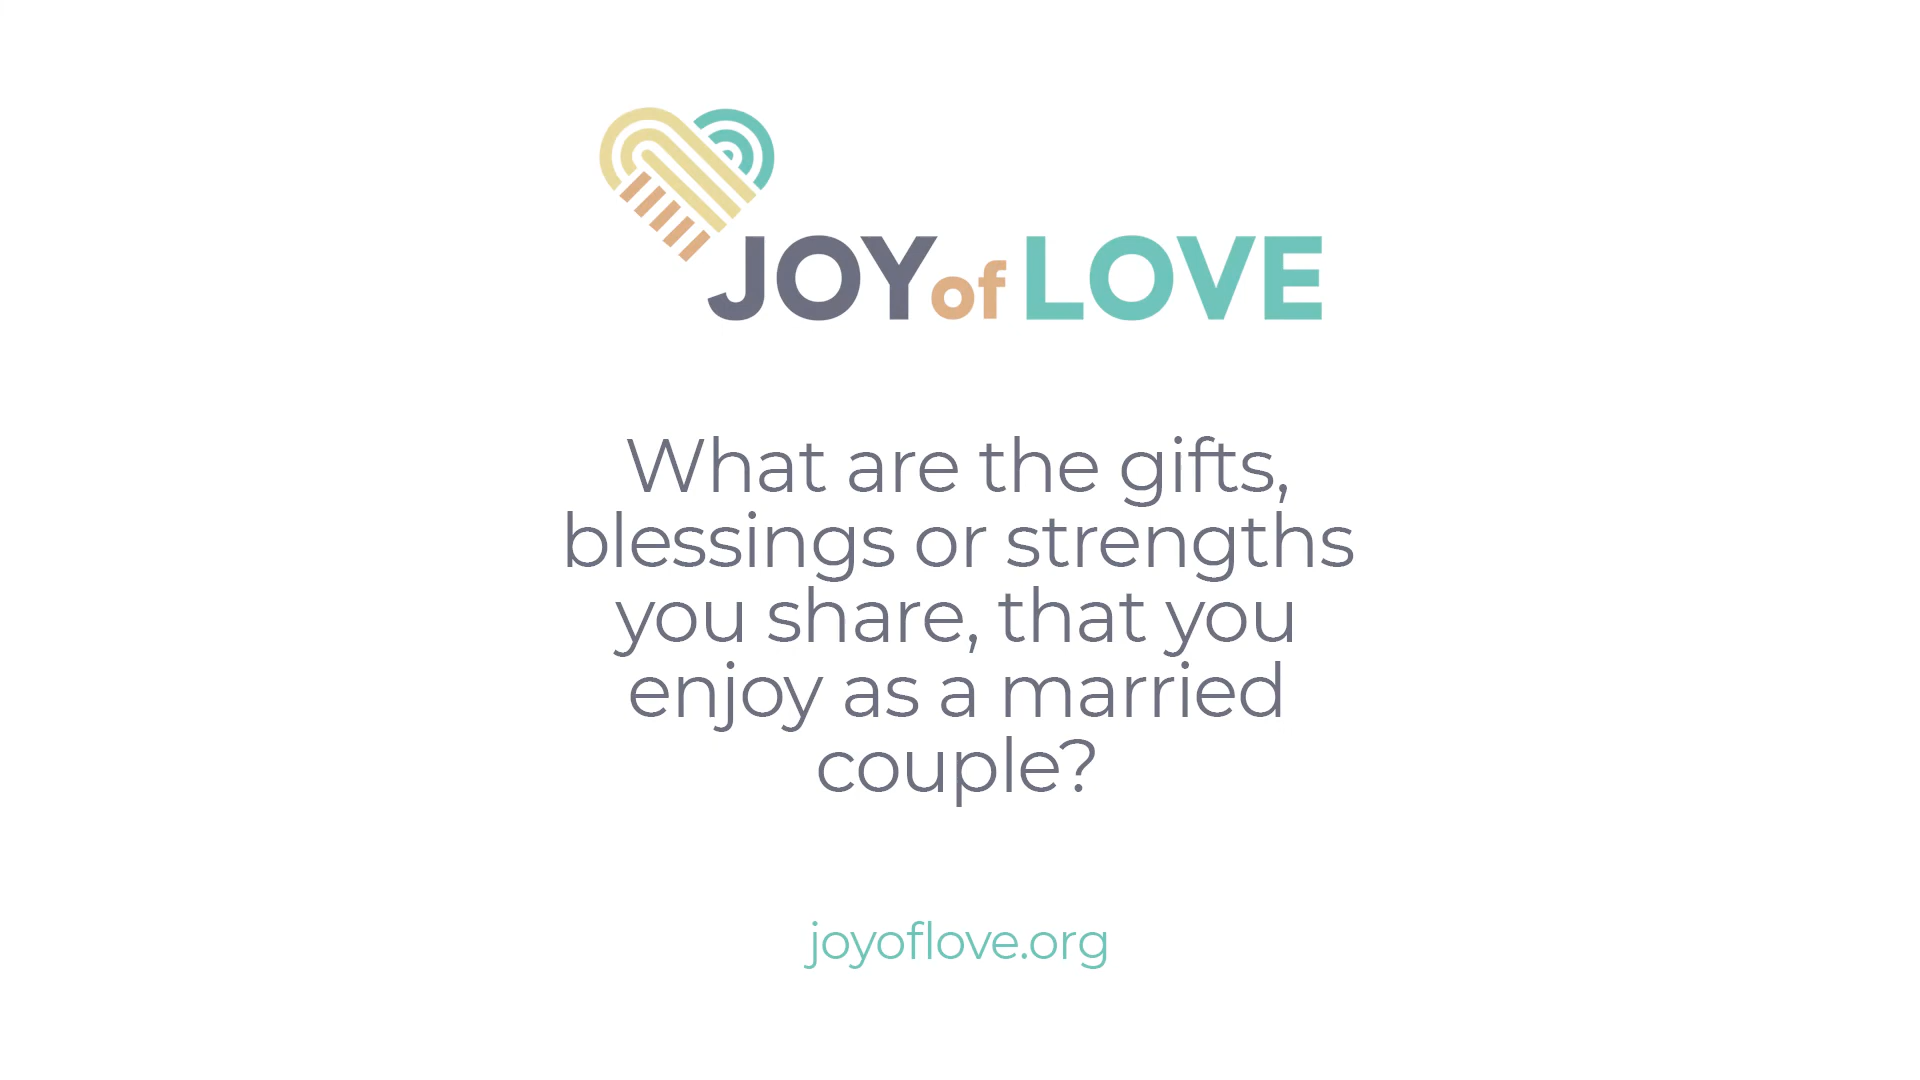 JOY of LOVE
What are the gifts,
blessings or strengths
you share, that you
enjoy as a married
couple?
joyoflove.org